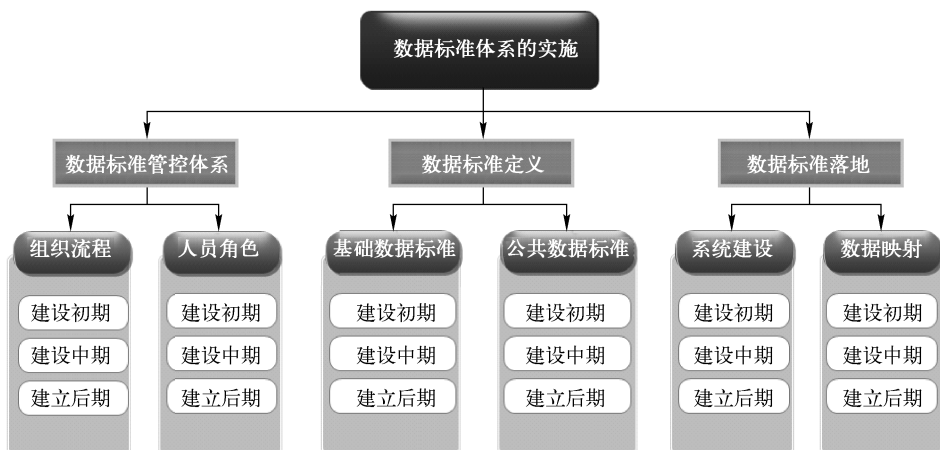 数据标准体系的实施
数据标准管控体系
数据标准定义
数据标准落地
组织流程
人员角色
基础数据标准
公共数据标准
系统建设
数据映射
建设初期
建设初期
建设初期
建设初期
建设初期
建设初期
建设中期
建设中期
建设中期
建设中期
建设中期
建设中期
建立后期
建立后期
建立后期
建立后期
建立后期
建立后期